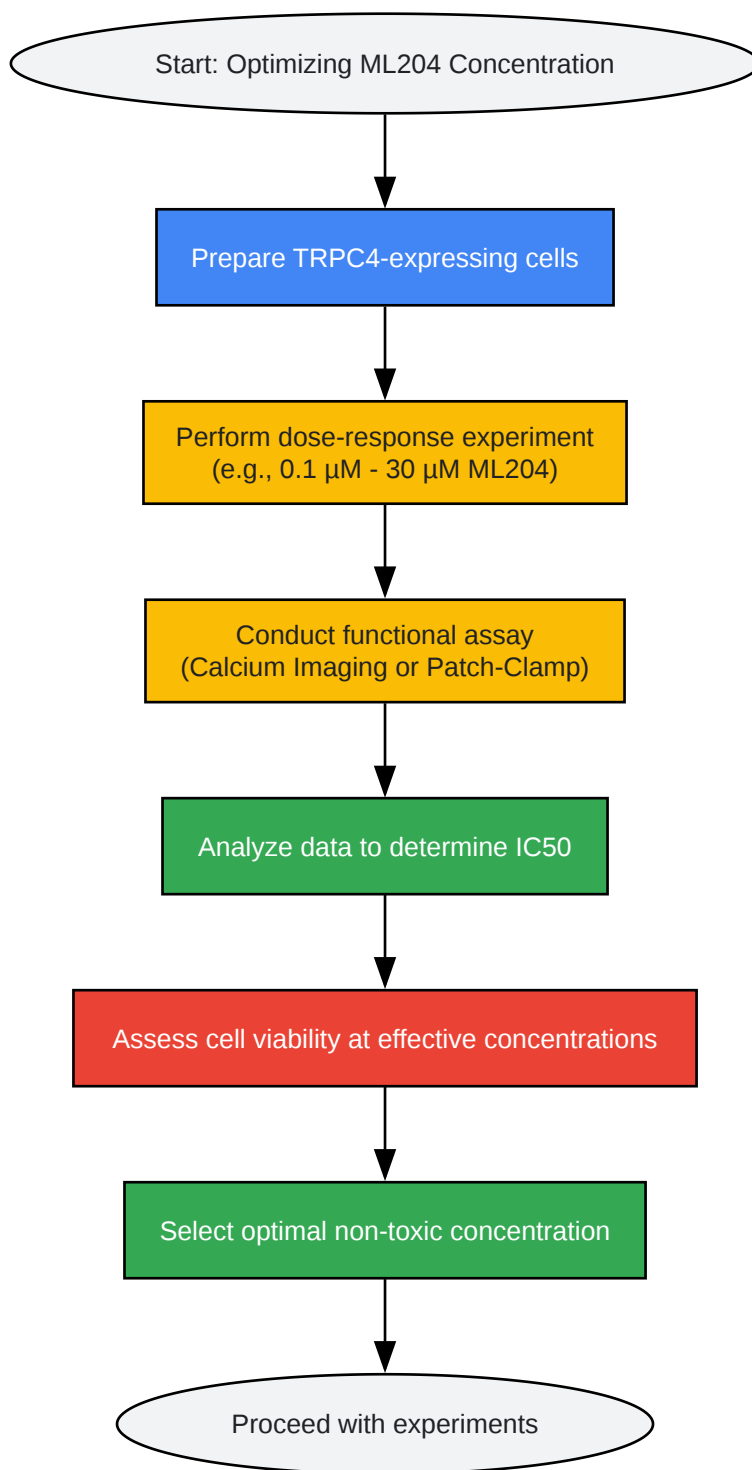 Start: Optimizing ML204 Concentration
Prepare TRPC4-expressing cells
Perform dose-response experiment
(e.g., 0.1 µM - 30 µM ML204)
Conduct functional assay
(Calcium Imaging or Patch-Clamp)
Analyze data to determine IC50
Assess cell viability at effective concentrations
Select optimal non-toxic concentration
Proceed with experiments